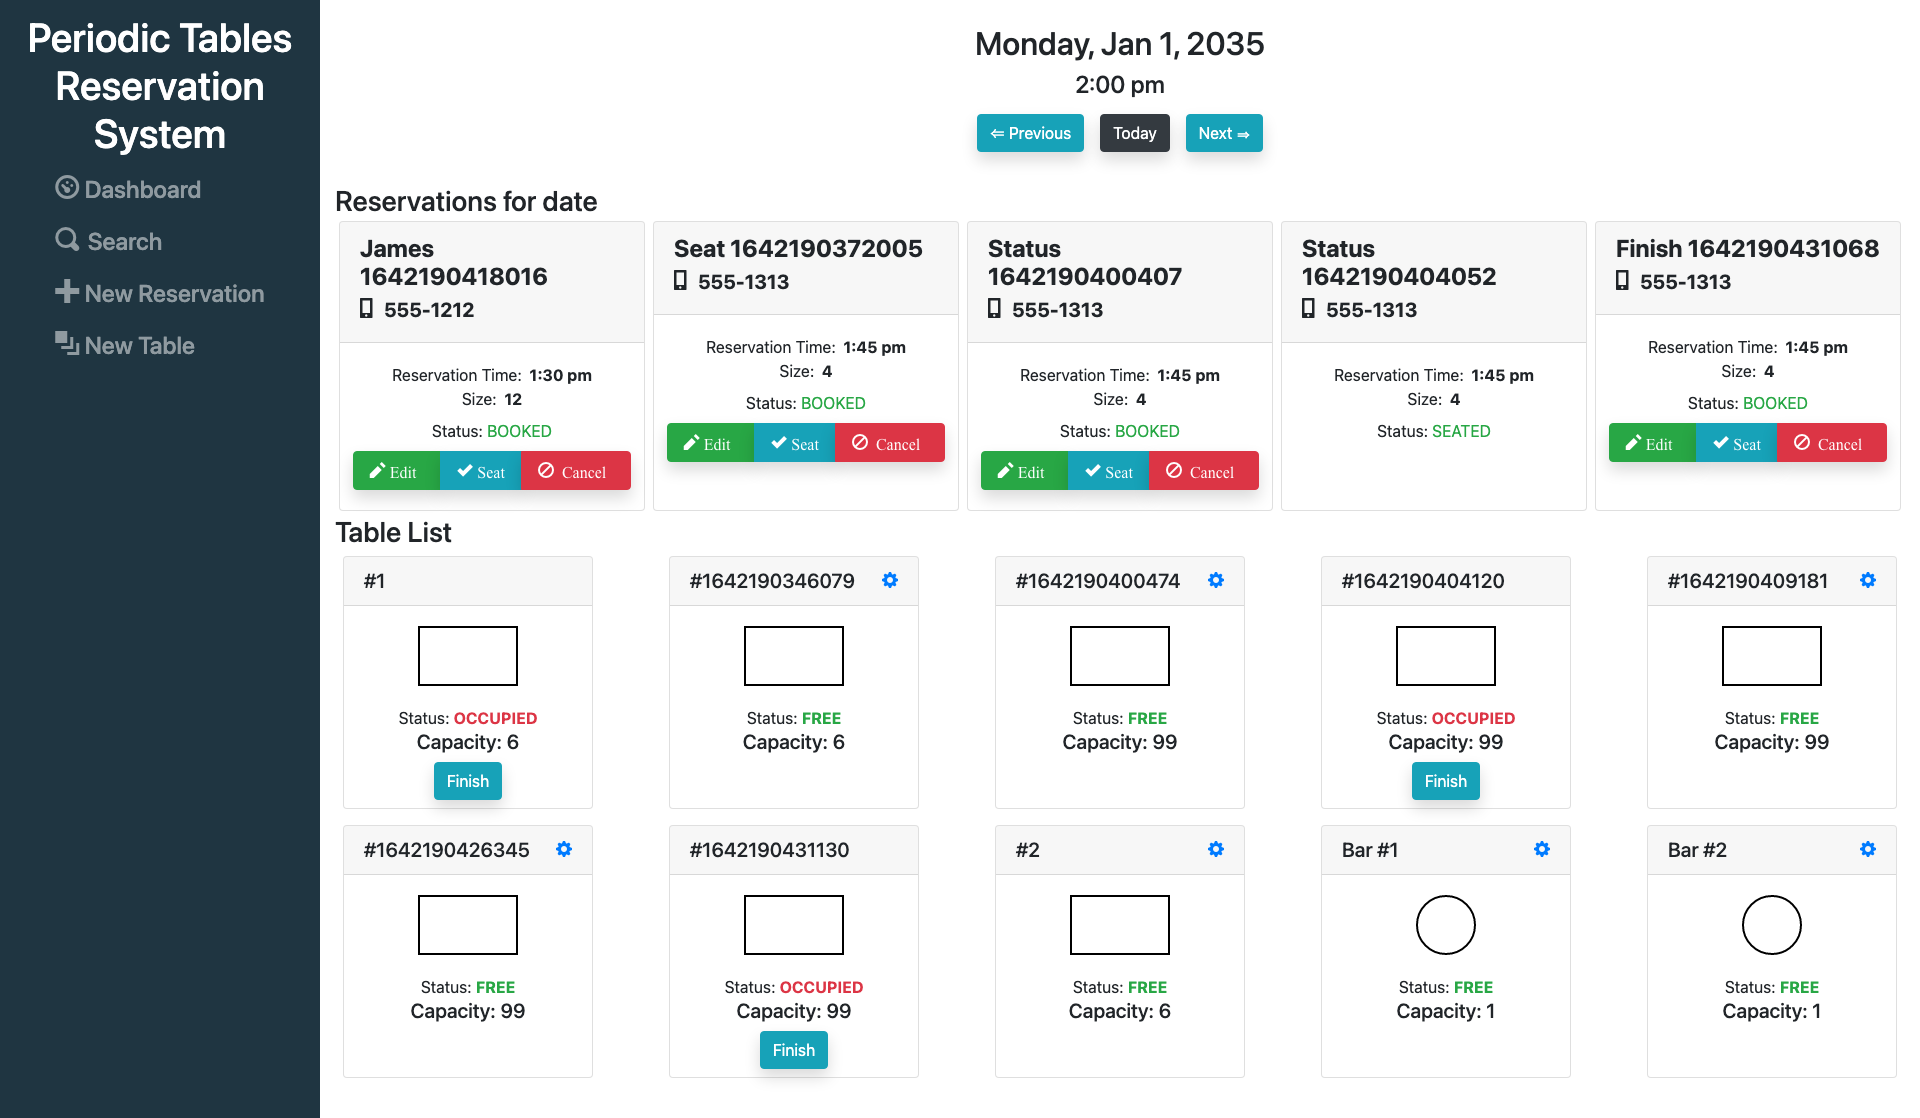 Periodic Tables
Reservation
System
Dashboard
Search
New Reservation
New Table
Monday, Jan 1, 2035
2:00 pm
⇐ Previous
Today
Next ⇒
Reservations for date
James
1642190418016
555-1212
Reservation Time: 1:30 pm
Size: 12
Status: BOOKED
Edit
Seat
Cancel
Seat 1642190372005
555-1313
Reservation Time: 1:45 pm
Size: 4
Status: BOOKED
Edit
Seat
Cancel
Status
1642190400407
555-1313
Reservation Time: 1:45 pm
Size: 4
Status: BOOKED
Edit
Seat
Cancel
Status
1642190404052
555-1313
Reservation Time: 1:45 pm
Size: 4
Status: SEATED
Finish 1642190431068
555-1313
Reservation Time: 1:45 pm
Size: 4
Status: BOOKED
Edit
Seat
Cancel
Table List
#1
Status: OCCUPIED
Capacity: 6
Finish
#1642190346079
Status: FREE
Capacity: 6
#1642190400474
Status: FREE
Capacity: 99
#1642190404120
Status: OCCUPIED
Capacity: 99
Finish
#1642190409181
Status: FREE
Capacity: 99
#1642190426345
Status: FREE
Capacity: 99
#1642190431130
Status: OCCUPIED
Capacity: 99
Finish
#2
Status: FREE
Capacity: 6
Bar #1
Status: FREE
Capacity: 1
Bar #2
Status: FREE
Capacity: 1